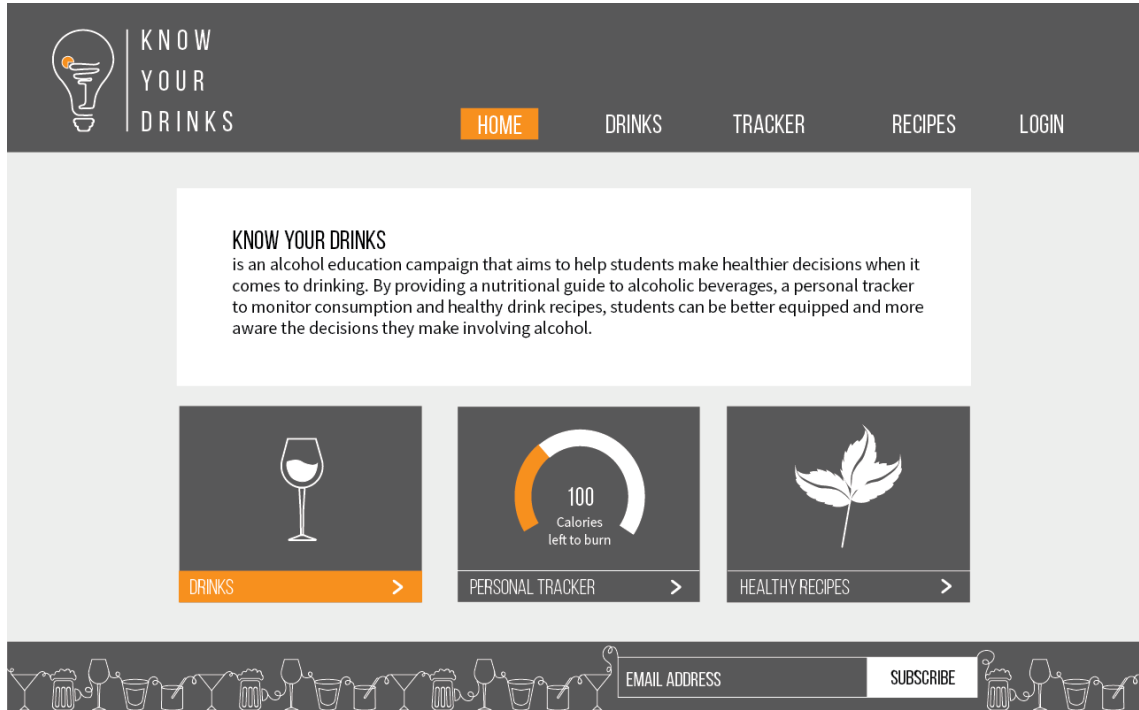 KNOW
YOUR
DRINKS
HOME DRINKS TRACKER RECIPES LOGIN
KNOW YOUR DRINKS
is an alcohol education campaign that aims to help students make healthier decisions when it
comes to drinking. By providing a nutritional guide to alcoholic beverages, a personal tracker
to monitor consumption and healthy drink recipes, students can be better equipped and more
aware the decisions they make involving alcohol.
100
Calories
left to burn
DRINKS > PERSONAL TRACKER > HEALTHY RECIPES >
EMAIL ADDRESS SUBSCRIBE